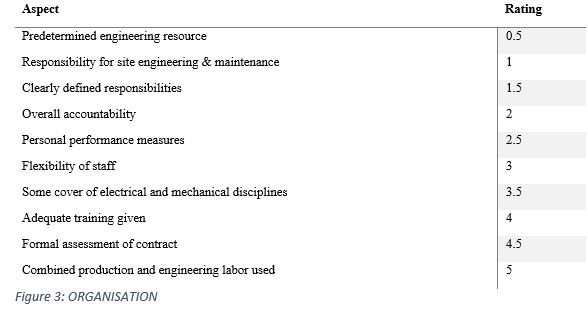 Aspect Rating
Predetermined engineering resource 0.5
Responsibility for site engineering & maintenance 1
Clearly defined responsibilities 1.5
Overall accountability 2
Personal performance measures 2.5
Flexibility of staff 3
Some cover of electrical and mechanical disciplines 3.5
Adequate training given 4
Formal assessment of contract 4.5
Combined production and engineering labor used 5
Figure 3: ORGANISATION